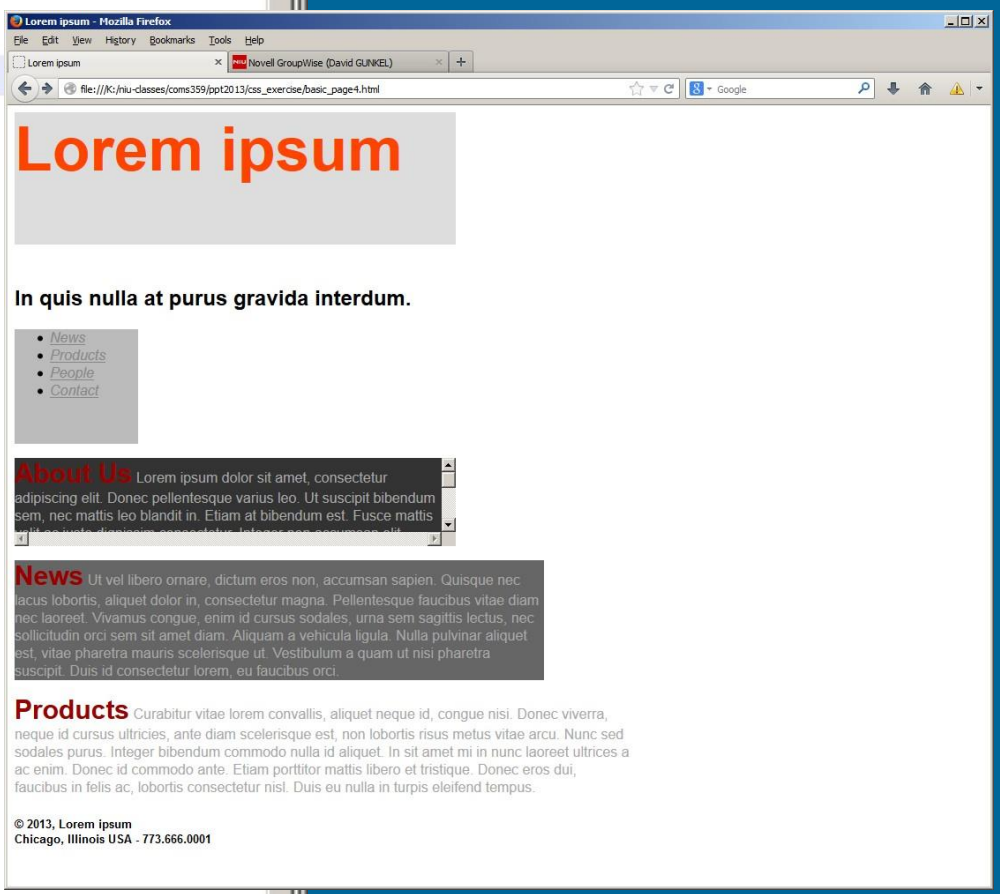 Lorem ipsum - Mozilla Firefox
File Edit View History Bookmarks Tools Help
Lorem ipsum
NIU Novell GroupWise (David GUNKEL)
file:///K:/niu-classes/coms359/ppt2013/css_exercise/basic_page4.html
Google
Lorem ipsum
In quis nulla at purus gravida interdum.
News
Products
People
Contact
About Us Lorem ipsum dolor sit amet, consectetur
adipiscing elit. Donec pellentesque varius leo. Ut suscipit bibendum
sem, nec mattis leo blandit in. Etiam at bibendum est. Fusce mattis
velit ac justo dignissim consectetur. Integer non accumsan elit
News Ut vel libero ornare, dictum eros non, accumsan sapien. Quisque nec
lacus lobortis, aliquet dolor in, consectetur magna. Pellentesque faucibus vitae diam
nec laoreet. Vivamus congue, enim id cursus sodales, urna sem sagittis lectus, nec
sollicitudin orci sem sit amet diam. Aliquam a vehicula ligula. Nulla pulvinar aliquet
est, vitae pharetra mauris scelerisque ut. Vestibulum a quam ut nisi pharetra
suscipit. Duis id consectetur lorem, eu faucibus orci.
Products Curabitur vitae lorem convallis, aliquet neque id, congue nisi. Donec viverra,
neque id cursus ultricies, ante diam scelerisque est, non lobortis risus metus vitae arcu. Nunc sed
sodales purus. Integer bibendum commodo nulla id aliquet. In sit amet mi in nunc laoreet ultrices a
ac enim. Donec id commodo ante. Etiam porttitor mattis libero et tristique. Donec eros dui,
faucibus in felis ac, lobortis consectetur nisl. Duis eu nulla in turpis eleifend tempus.
© 2013, Lorem ipsum
Chicago, Illinois USA - 773.666.0001